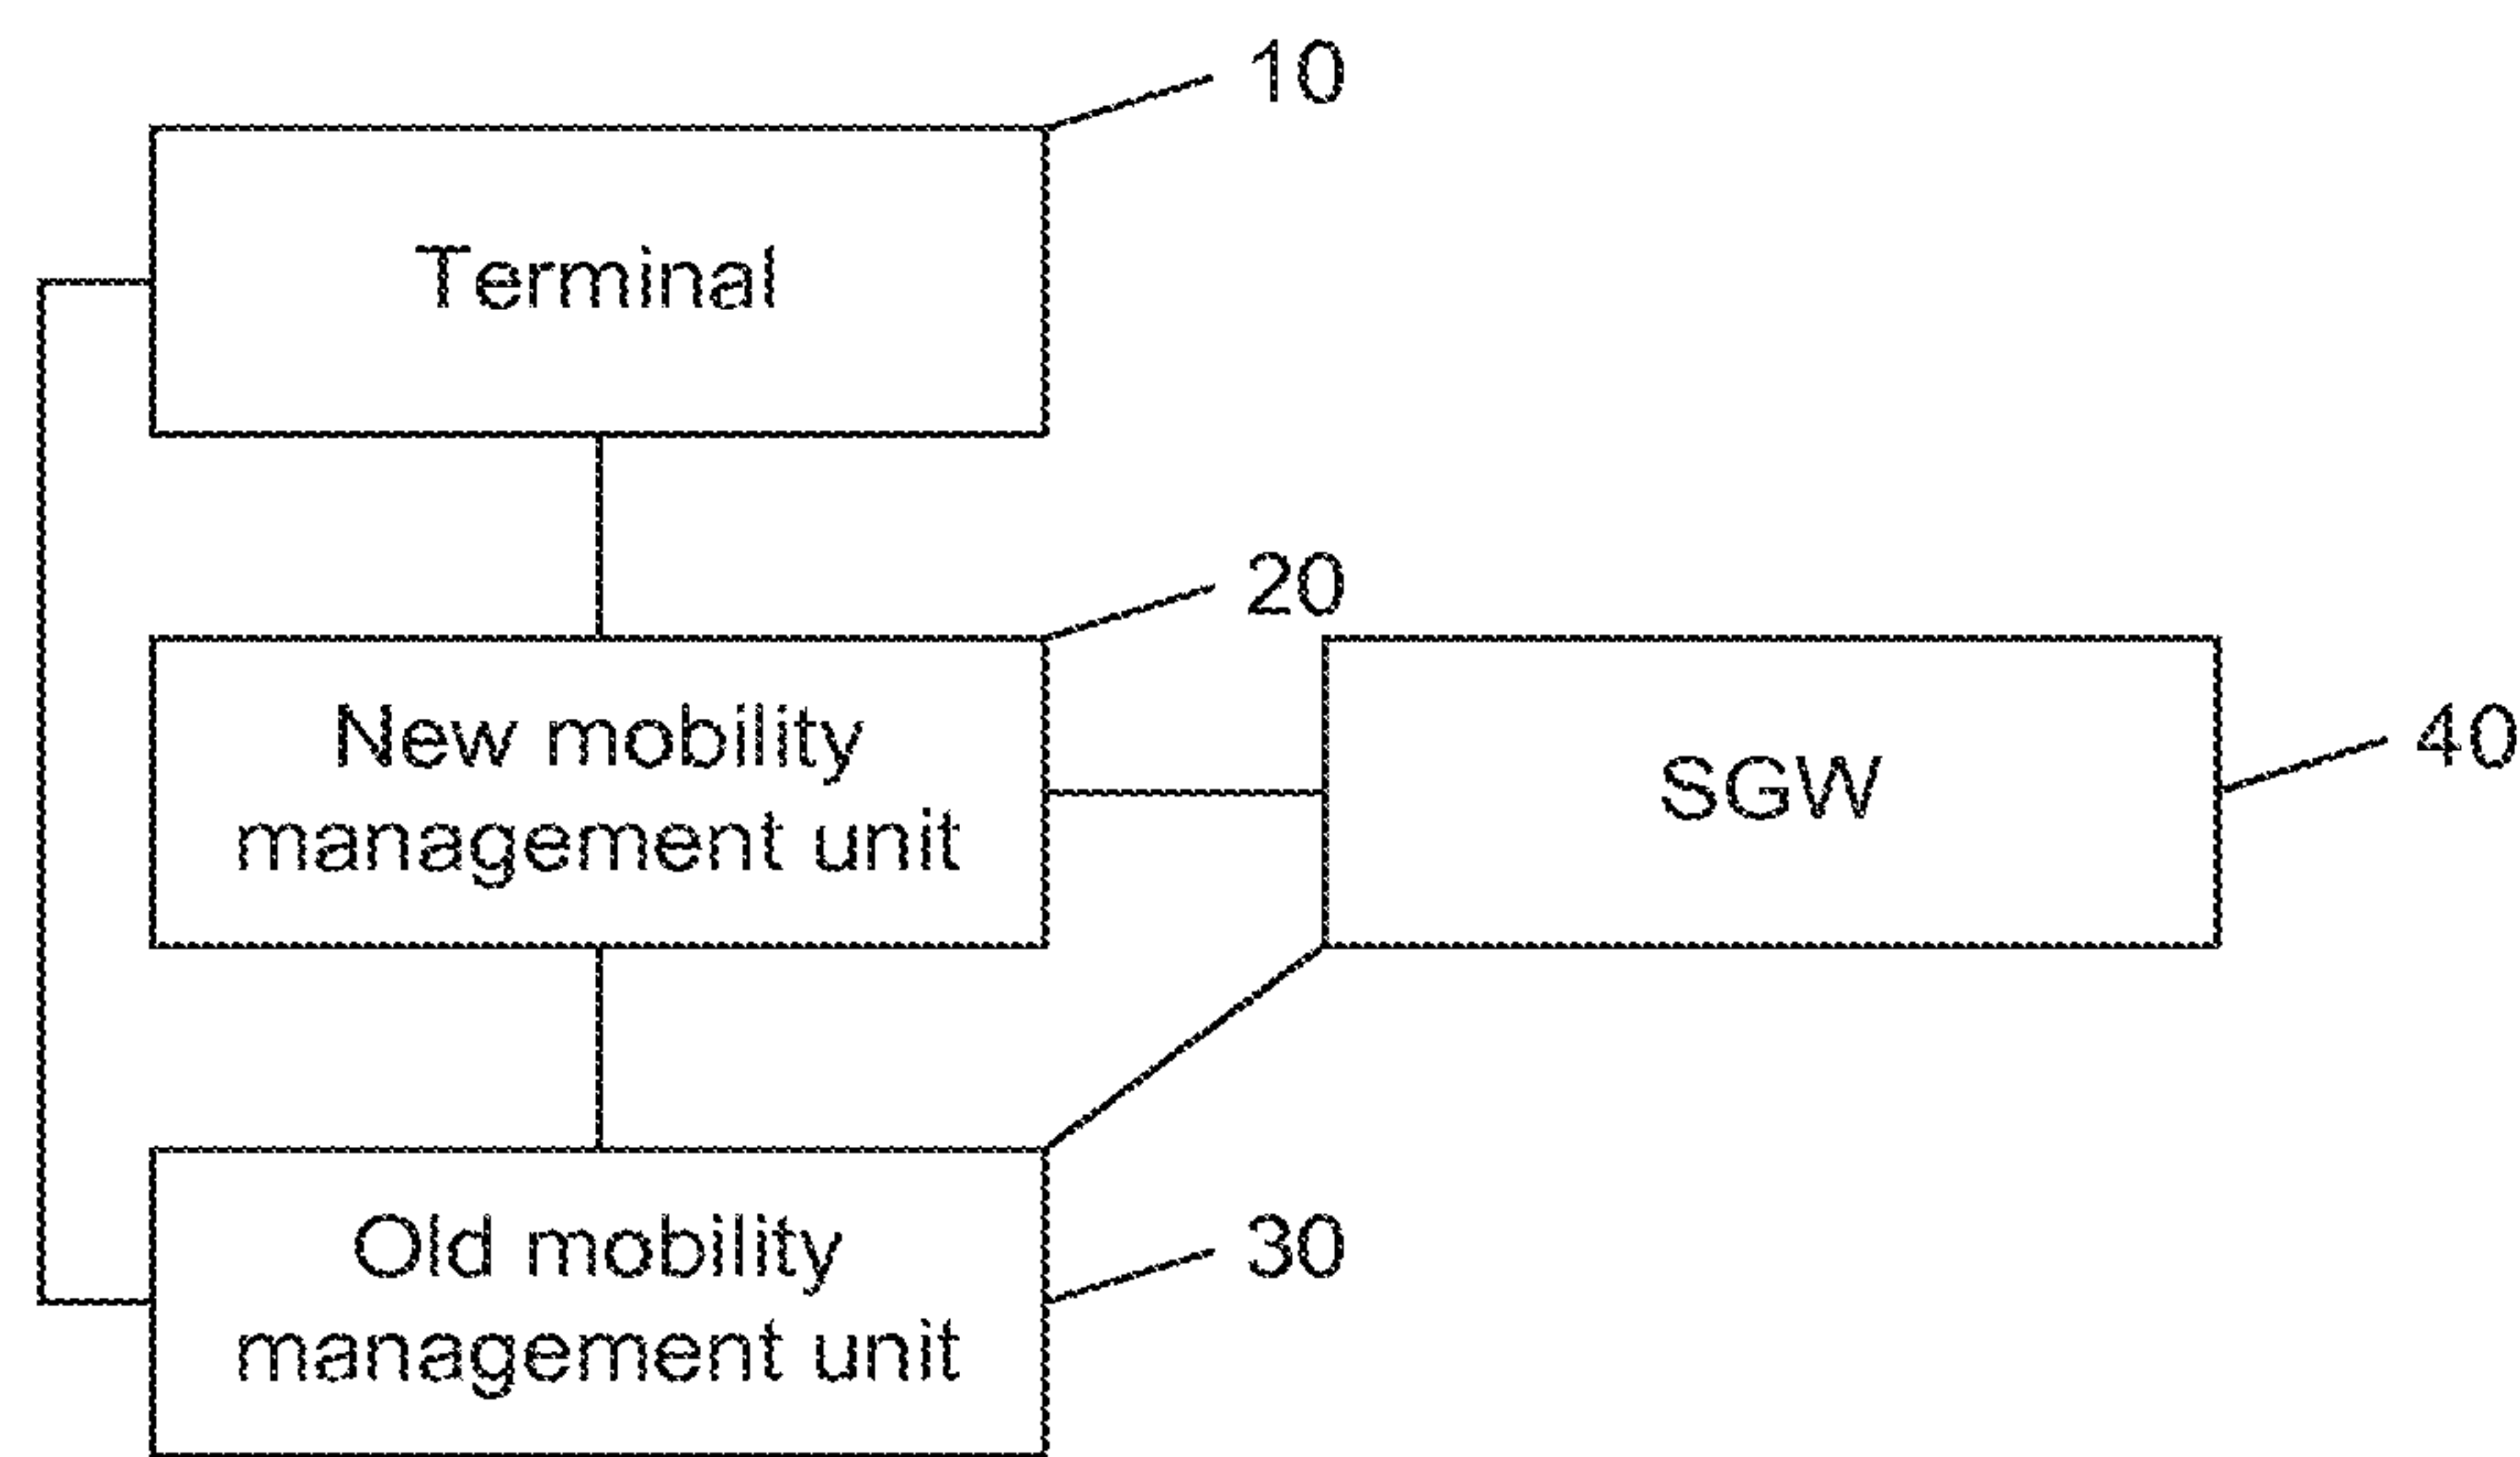 10
Terminal
20
New mobility
management unit
SGW
40
Old mobility
management unit
30